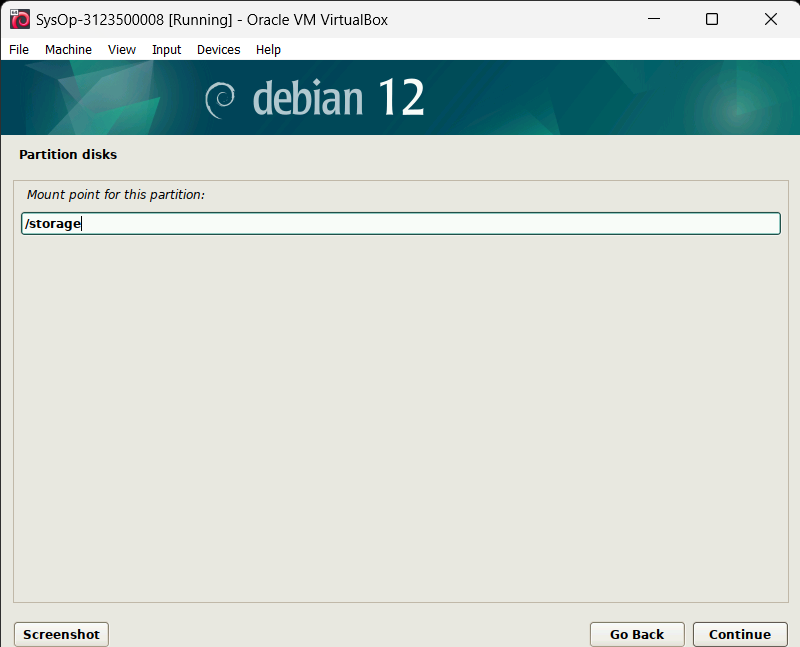 SysOp-3123500008 [Running] - Oracle VM VirtualBox
File Machine View Input Devices Help
debian 12
Partition disks
Mount point for this partition:
/storage
Screenshot Go Back Continue